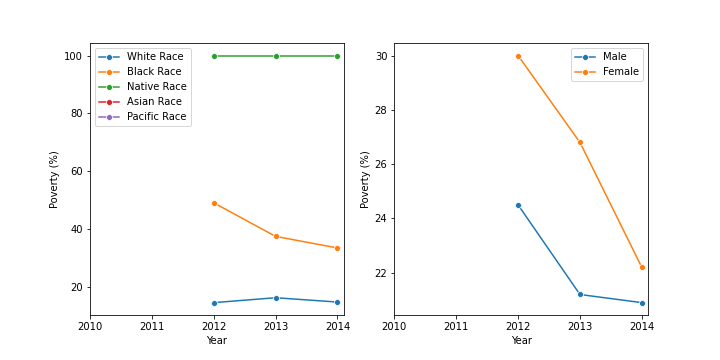 100
80
60
40
20
Poverty (%)
White Race
Black Race
Native Race
Asian Race
Pacific Race
2010 2011 2012 2013 2014
Year
30
28
26
24
22
Poverty (%)
Male
Female
2010 2011 2012 2013 2014
Year